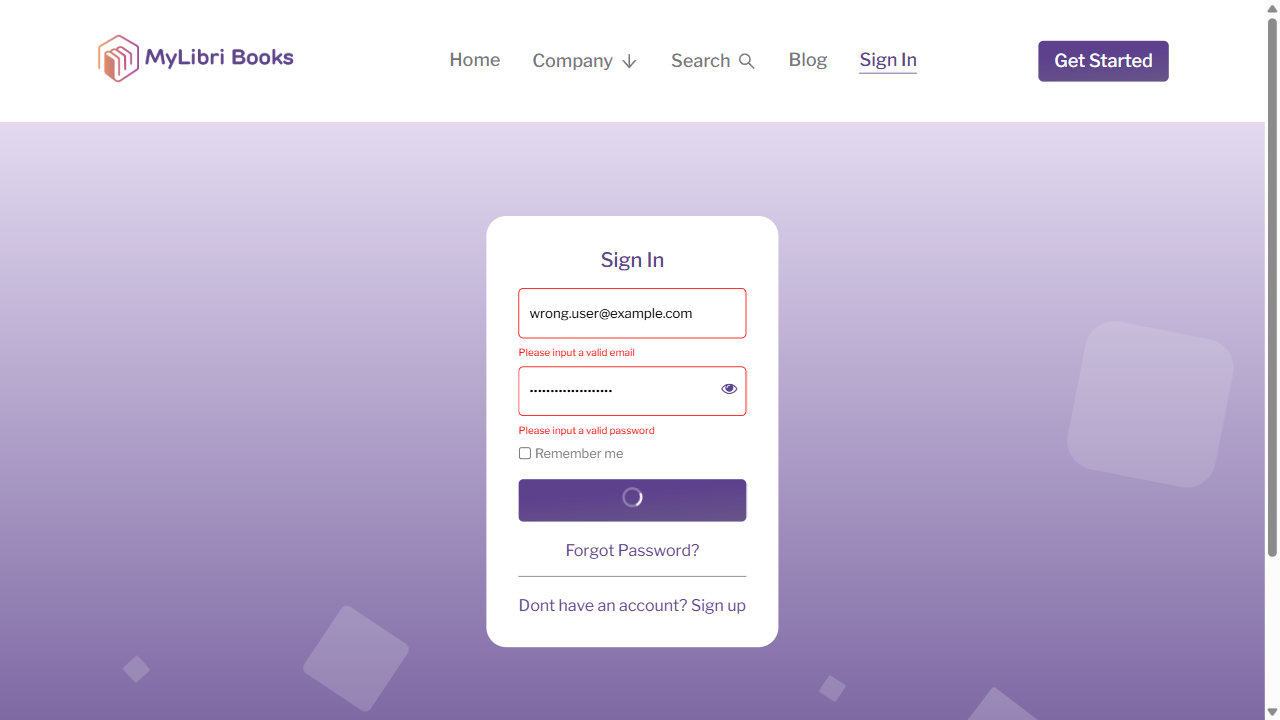 MyLibri Books
Home
Company
Search
Blog
Sign In
Get Started
Sign In
wrong.user@example.com
Please input a valid email
Please input a valid password
Remember me
Forgot Password?
Dont have an account? Sign up